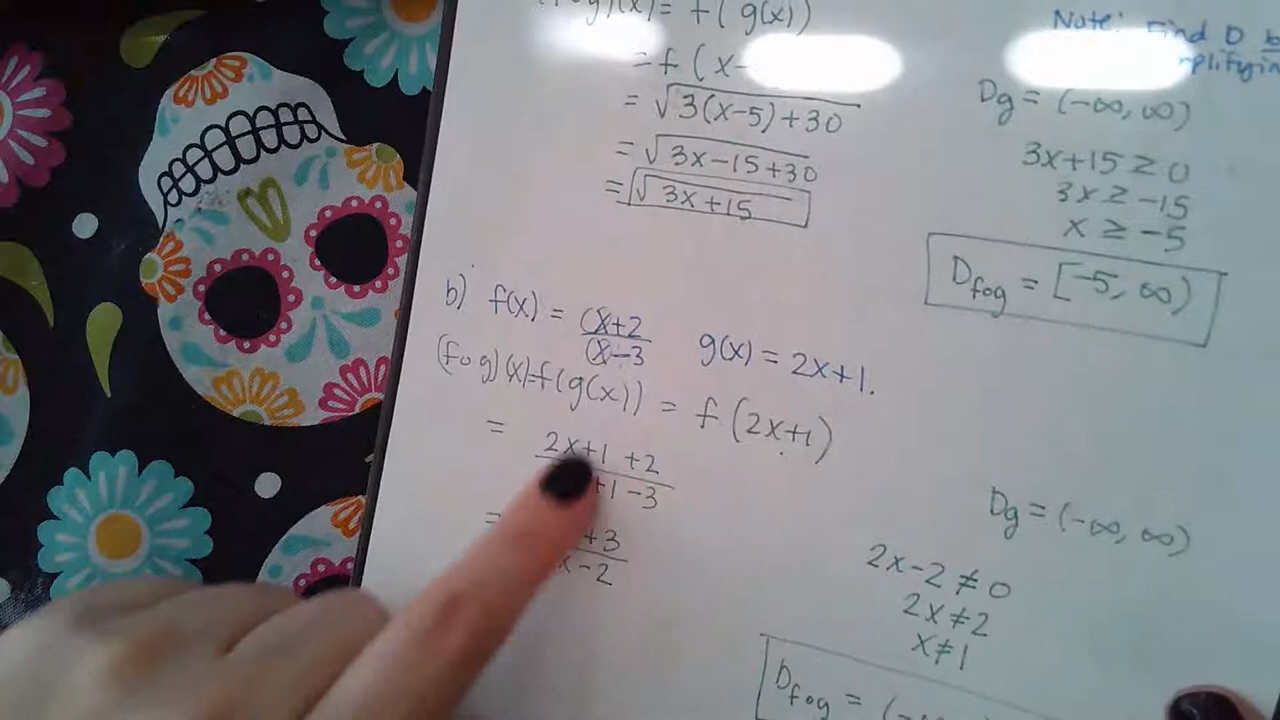 g)(x) = f(g(x))
= f(x-
= √3(x-5)+30
= √3x-15+30
= √3x+15
Note: Find D
mplifyin
Dg = (-∞, ∞)
3x+15 ≥ 0
3x ≥ -15
x ≥ -5
Dfog = [-5, ∞)
b) f(x) = (x+2 / (x-3 g(x) = 2x+1.
(fog)(x)=f(g(x)) = f(2x+1)
= 2x+1 +2 / +1 -3
= +3 / x-2
Dg = (-∞, ∞)
2x-2 ≠ 0
2x ≠ 2
x ≠ 1
Dfog = (-∞